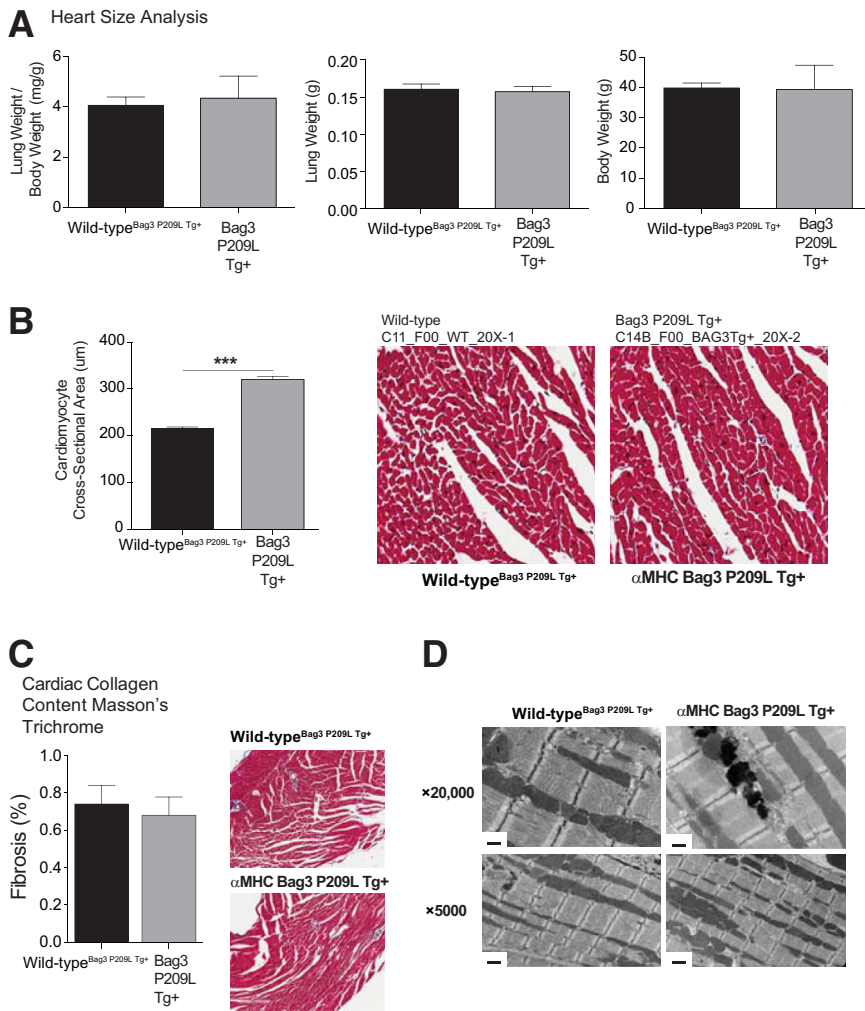 A Heart Size Analysis
Lung Weight /
Body Weight (mg/g)
6
4
2
0
Wild-typeBag3 P209L Tg+
Bag3
P209L
Tg+
Lung Weight (g)
0.20
0.15
0.10
0.05
0.00
Wild-typeBag3 P209L Tg+
Bag3
P209L
Tg+
Body Weight (g)
50
40
30
20
10
0
Wild-typeBag3 P209L Tg+
Bag3
P209L
Tg+
B
Cardiomyocyte
Cross-Sectional Area (um)
400
300
200
100
0
***
Wild-typeBag3 P209L Tg+
Bag3
P209L
Tg+
Wild-type
C11_F00_WT_20X-1
Wild-typeBag3 P209L Tg+
Bag3 P209L Tg+
C14B_F00_BAG3Tg+_20X-2
αMHC Bag3 P209L Tg+
C
Cardiac Collagen
Content Masson's
Trichrome
Fibrosis (%)
1.0
0.8
0.6
0.4
0.2
0.0
Wild-typeBag3 P209L Tg+
Bag3
P209L
Tg+
Wild-typeBag3 P209L Tg+
αMHC Bag3 P209L Tg+
D
Wild-typeBag3 P209L Tg+
αMHC Bag3 P209L Tg+
×20,000
×5000